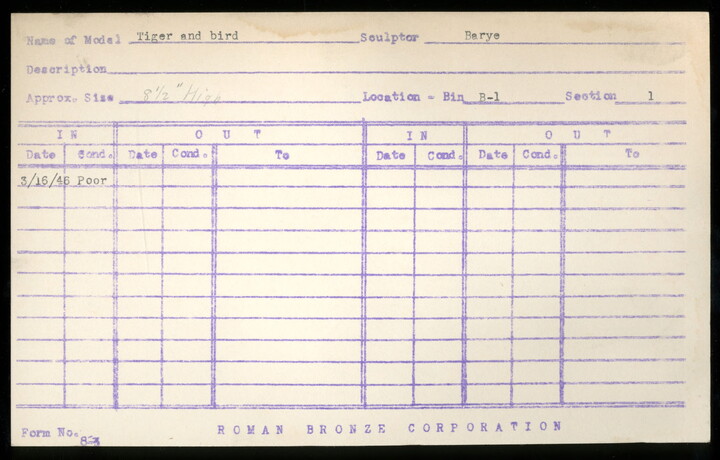 Name of Model Tiger and bird Sculptor Barye
Description
Approx. Size 8 1/2" High Location - Bin B-1 Section 1
IN OUT IN OUT
Date Cond. Date Cond. To Date Cond. Date Cond. To
3/16/46 Poor
Form No. 823 ROMAN BRONZE CORPORATION